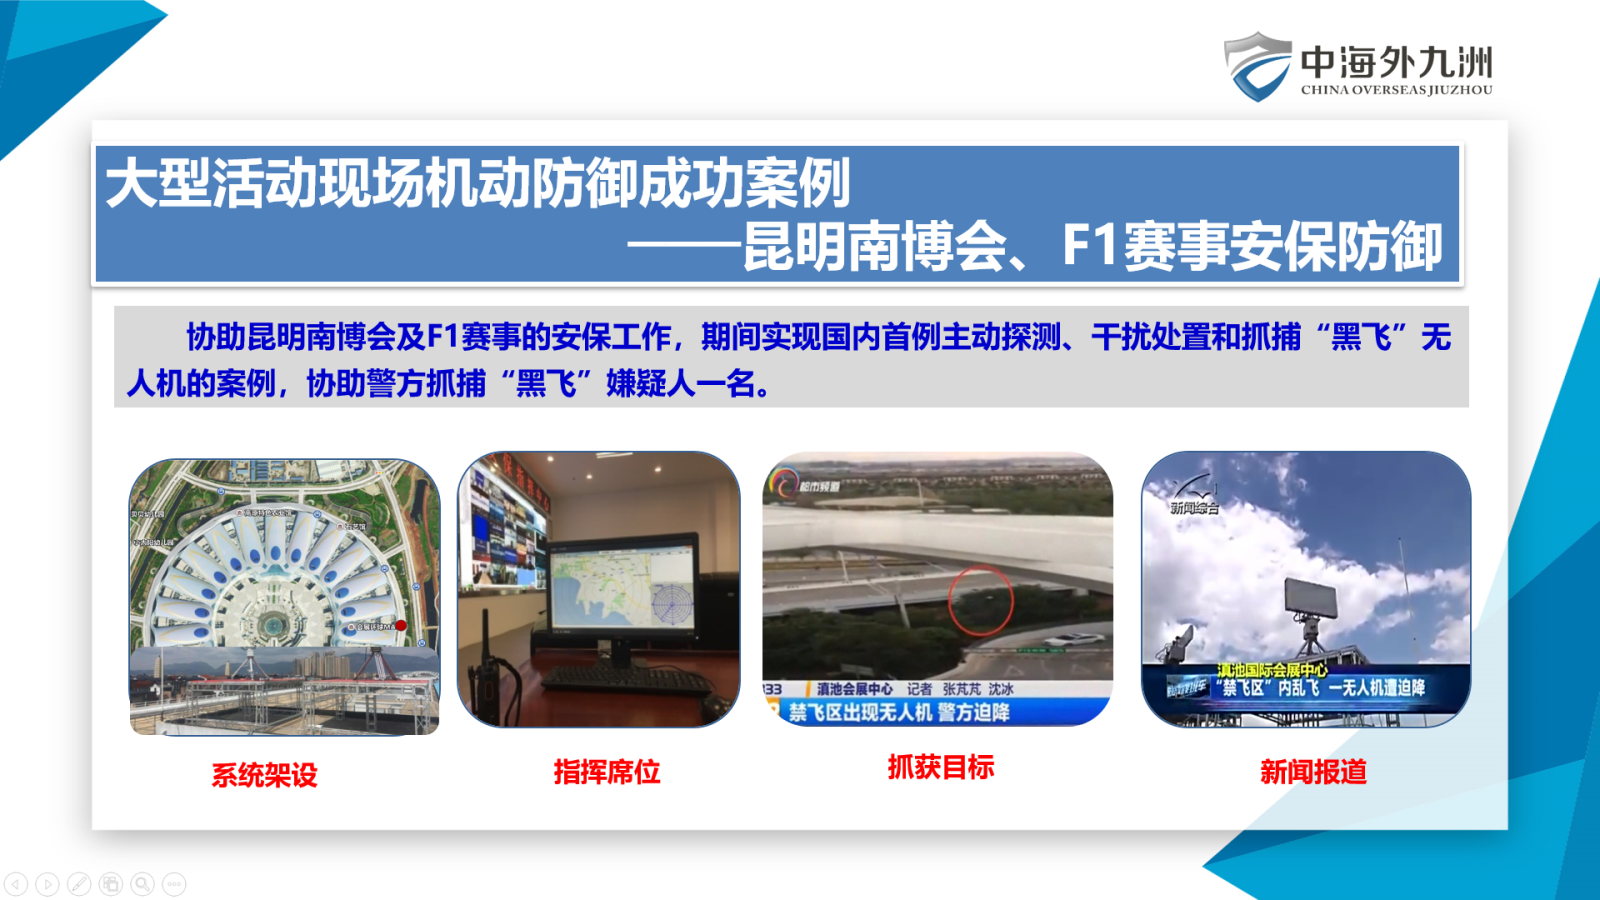 中海外九洲
CHINA OVERSEAS JIUZHOU
大型活动现场机动防御成功案例
——昆明南博会、F1赛事安保防御
协助昆明南博会及F1赛事的安保工作，期间实现国内首例主动探测、干扰处置和抓捕“黑飞”无
人机的案例，协助警方抓捕“黑飞”嫌疑人一名。
都市频道
滇池会展中心 记者 张芃芃 沈冰
禁飞区出现无人机 警方迫降
新闻综合
滇池国际会展中心
“禁飞区”内乱飞 一无人机遭迫降
系统架设
指挥席位
抓获目标
新闻报道